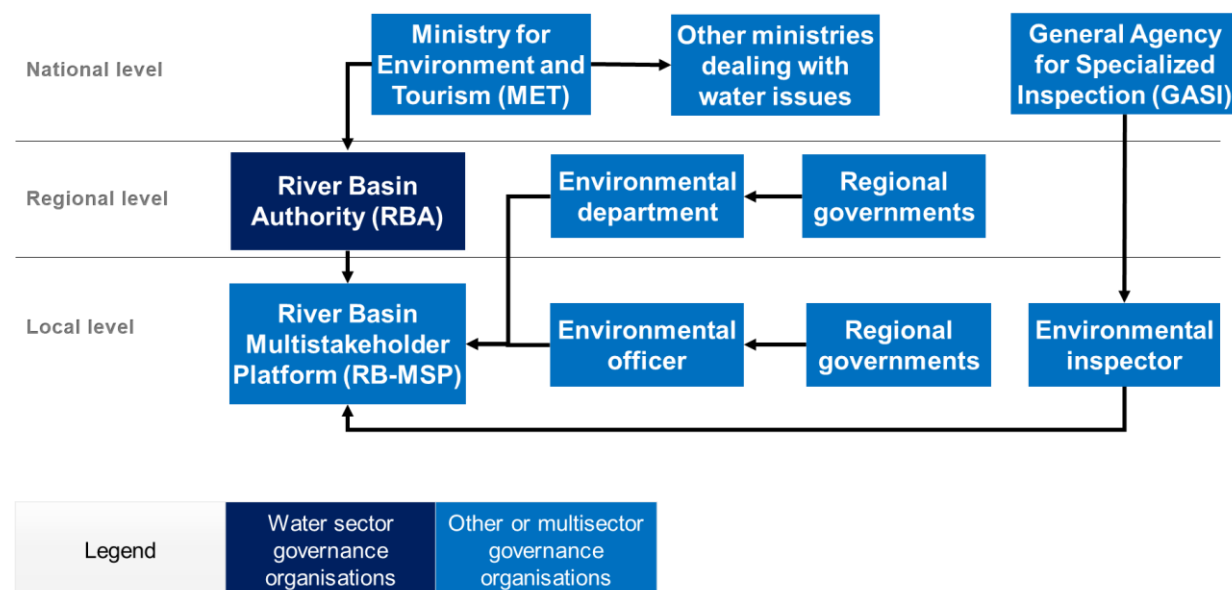 National level
Ministry for
Environment and
Tourism (MET)
Other ministries
dealing with
water issues
General Agency
for Specialized
Inspection (GASI)
Regional level
River Basin
Authority (RBA)
Environmental
department
Regional
governments
Local level
River Basin
Multistakeholder
Platform (RB-MSP)
Environmental
officer
Regional
governments
Environmental
inspector
Legend
Water sector
governance
organisations
Other or multisector
governance
organisations